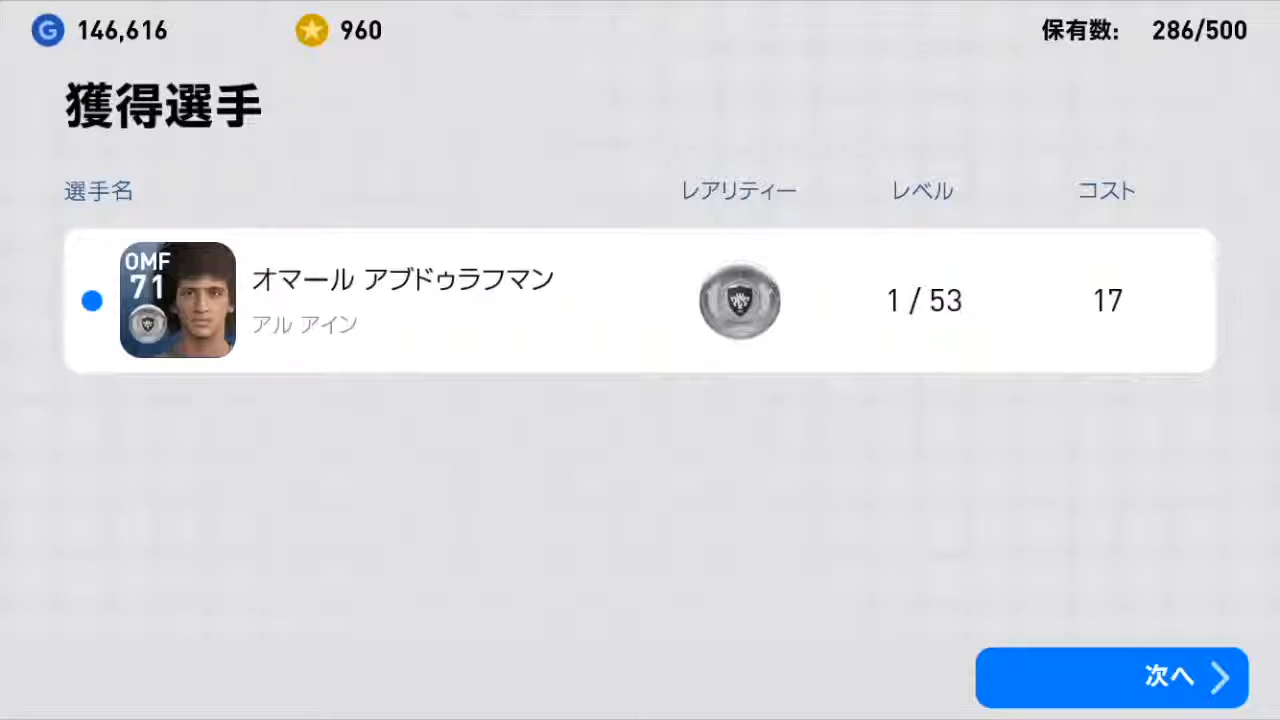 G 146,616 960 保有数: 286/500
獲得選手
選手名 レアリティー レベル コスト
OMF
71
オマール アブドゥラフマン
アル アイン
1 / 53 17
次へ